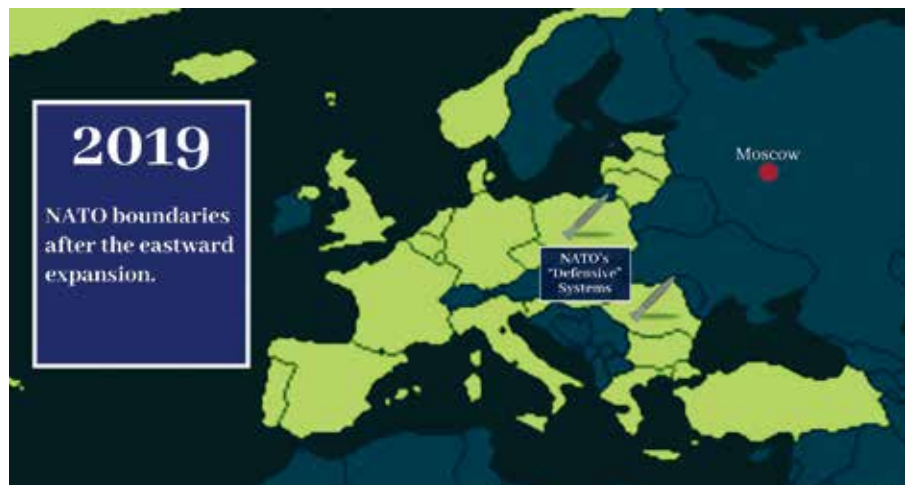 2019
NATO boundaries
after the eastward
expansion.
Moscow
NATO's
"Defensive"
Systems